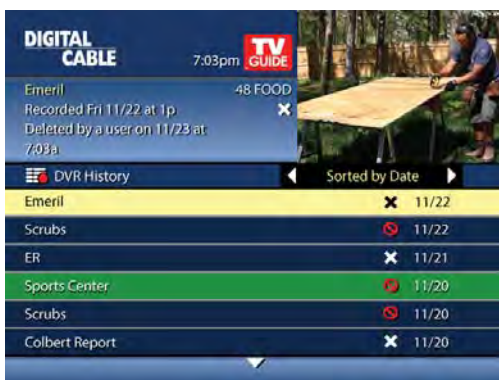 DIGITAL
CABLE
7:03pm
TV
GUIDE
Emeril 48 FOOD
Recorded Fri 11/22 at 1p
Deleted by a user on 11/23 at
7:03a
DVR History
Sorted by Date
Emeril 11/22
Scrubs 11/22
ER 11/21
Sports Center 11/20
Scrubs 11/20
Colbert Report 11/20